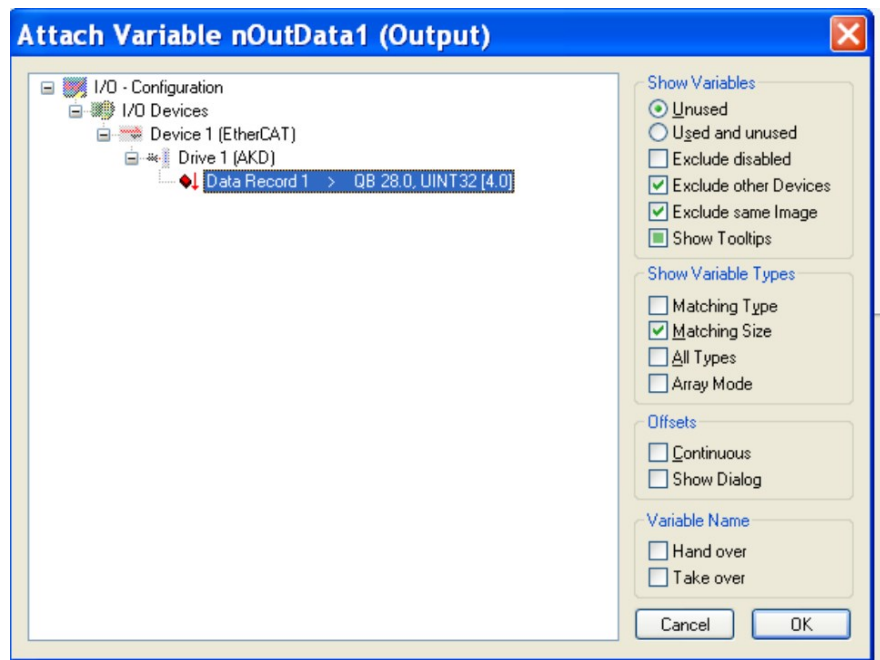 Attach Variable nOutData1 (Output)
I/O - Configuration
I/O Devices
Device 1 (EtherCAT)
Drive 1 (AKD)
Data Record 1 > QB 28.0, UINT32 [4.0]
Show Variables
Unused
Used and unused
Exclude disabled
Exclude other Devices
Exclude same Image
Show Tooltips
Show Variable Types
Matching Type
Matching Size
All Types
Array Mode
Offsets
Continuous
Show Dialog
Variable Name
Hand over
Take over
Cancel
OK